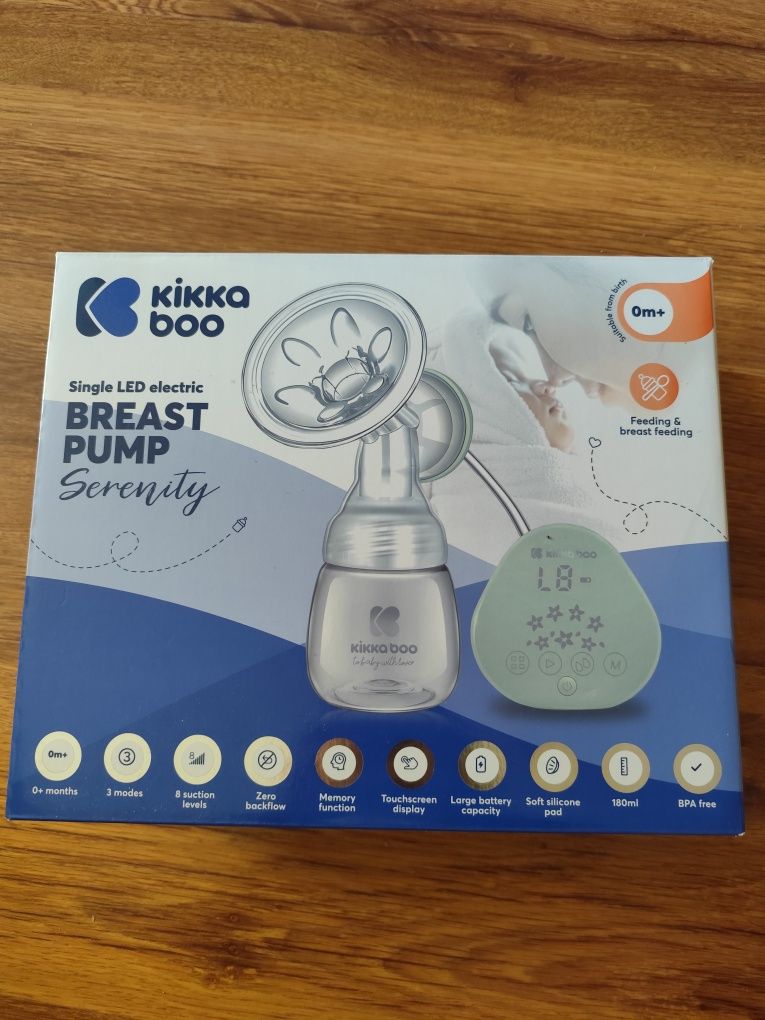 Kikka
boo
Single LED electric
BREAST
PUMP
Serenity
Suitable from birth
0m+
Feeding &
breast feeding
KiKKa boo
L8
M
KiKKa boo
to baby with love
0m+
0+ months
3
3 modes
8
8 suction
levels
Zero
backflow
Memory
function
Touchscreen
display
Large battery
capacity
Soft silicone
pad
180ml
BPA free